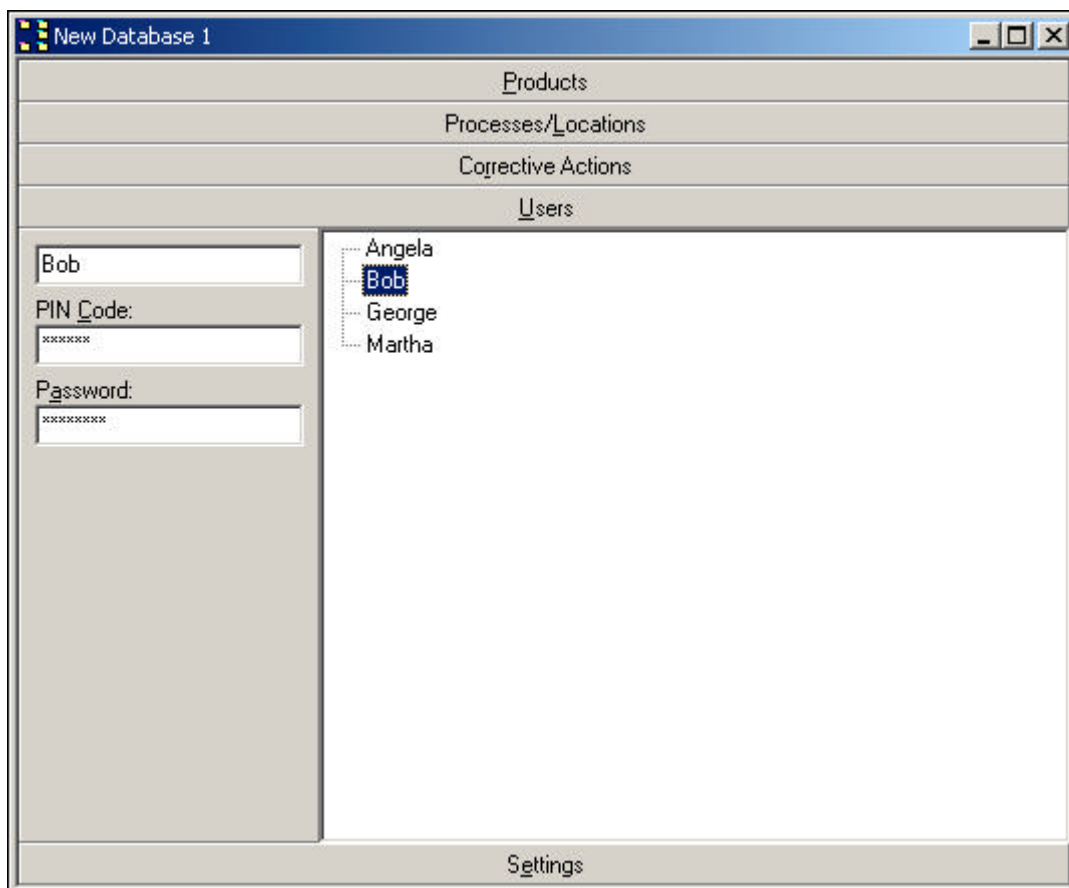 New Database 1
Products
Processes/Locations
Corrective Actions
Users
Bob
PIN Code:
******
Password:
********
Angela
Bob
George
Martha
Settings